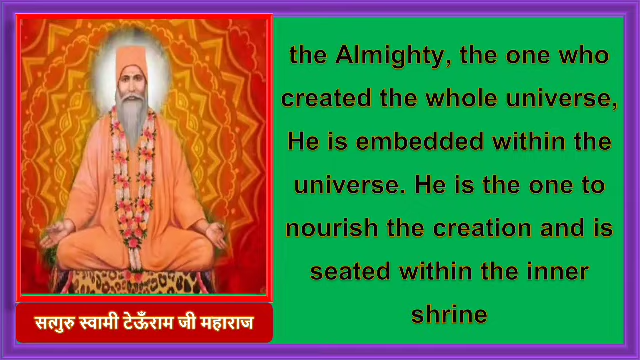 the Almighty, the one who
created the whole universe,
He is embedded within the
universe. He is the one to
nourish the creation and is
seated within the inner
shrine
सत्गुरु स्वामी टेऊँराम जी महाराज